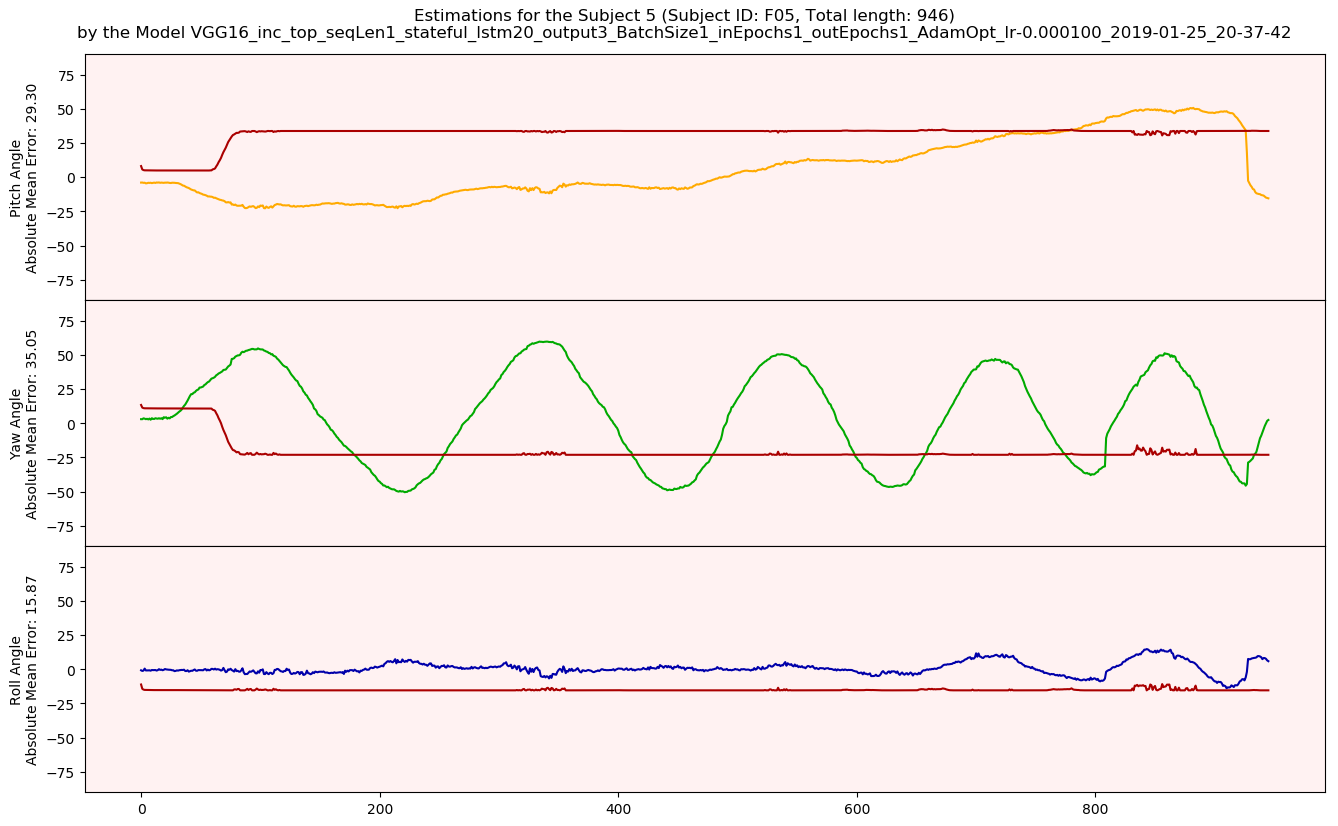 Estimations for the Subject 5 (Subject ID: F05, Total length: 946)
by the Model VGG16_inc_top_seqLen1_stateful_lstm20_output3_BatchSize1_inEpochs1_outEpochs1_AdamOpt_lr-0.000100_2019-01-25_20-37-42
Pitch Angle
Absolute Mean Error: 29.30
75
50
25
0
−25
−50
−75
Yaw Angle
Absolute Mean Error: 35.05
75
50
25
0
−25
−50
−75
Roll Angle
Absolute Mean Error: 15.87
75
50
25
0
−25
−50
−75
0 200 400 600 800